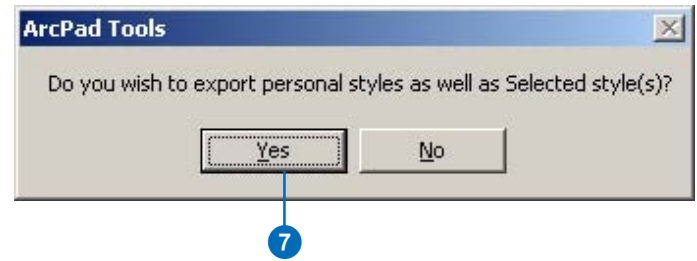 ArcPad Tools
Do you wish to export personal styles as well as Selected style(s)?
Yes No
7